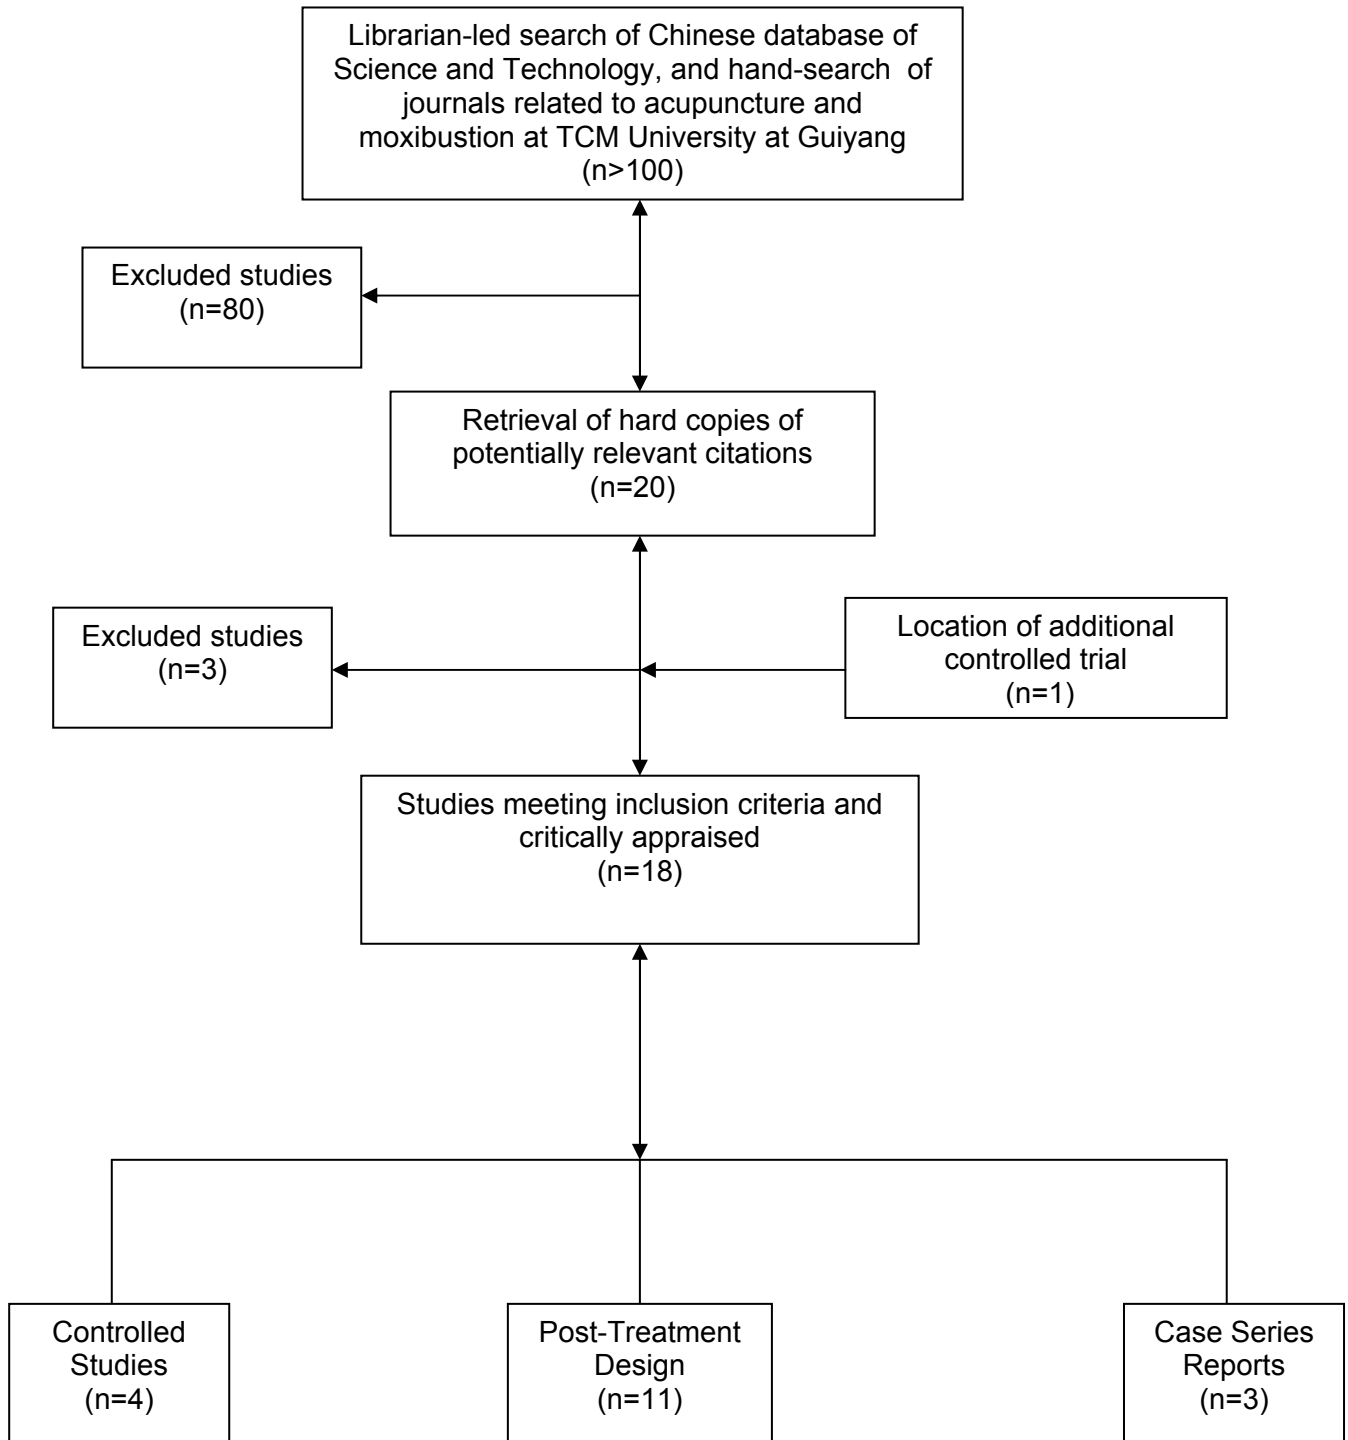 Librarian-led search of Chinese database of
Science and Technology, and hand-search  of
journals related to acupuncture and
moxibustion at TCM University at Guiyang
(n>100)
Excluded studies
(n=80)
Retrieval of hard copies of
potentially relevant citations
(n=20)
Excluded studies
(n=3)
Location of additional
controlled trial
(n=1)
Studies meeting inclusion criteria and
critically appraised
(n=18)
Controlled
Studies
(n=4)
Post-Treatment
Design
(n=11)
Case Series
Reports
(n=3)